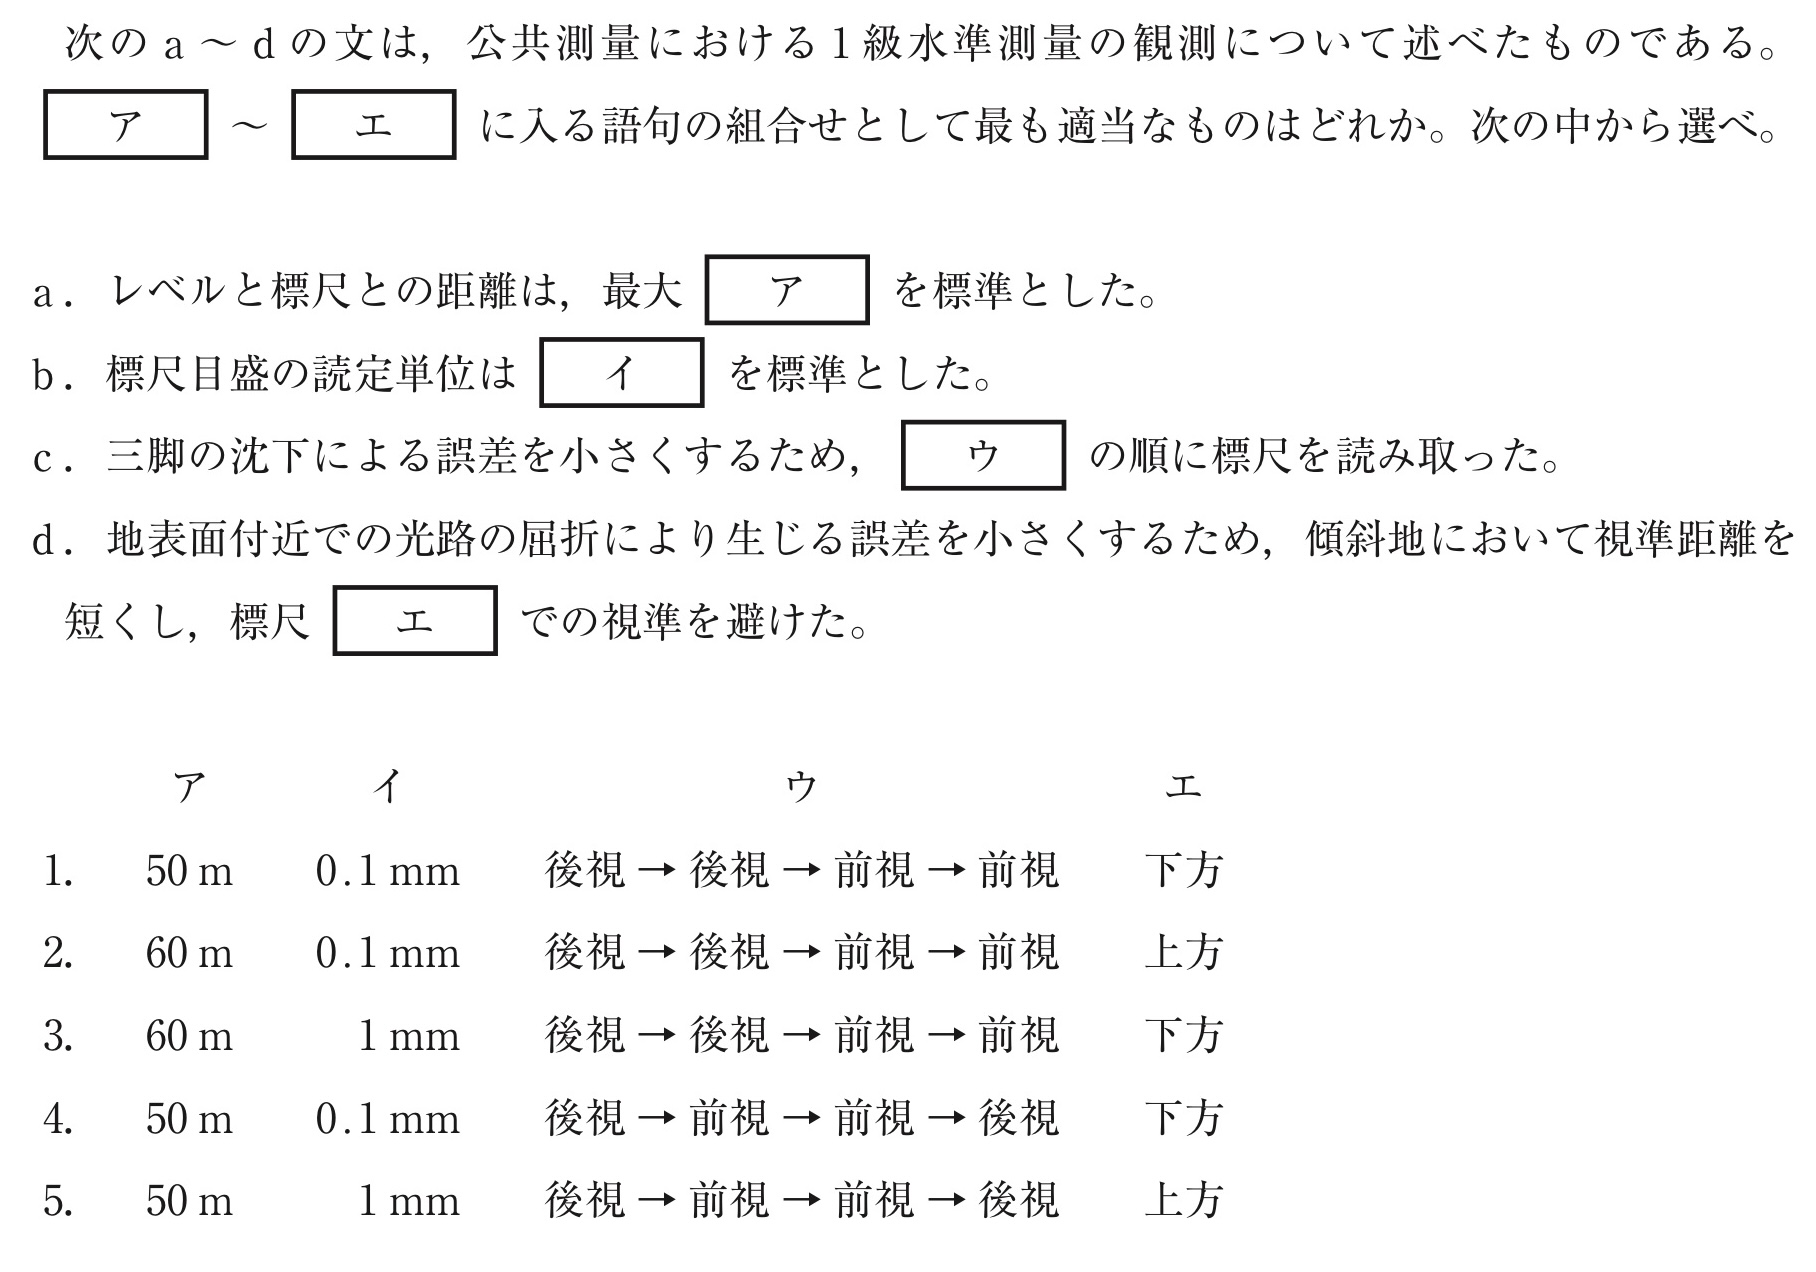 次の a ～ d の文は，公共測量における１級水準測量の観測について述べたものである。
ア ～ エ に入る語句の組合せとして最も適当なものはどれか。次の中から選べ。
a． レベルと標尺との距離は，最大 ア を標準とした。
b． 標尺目盛の読定単位は イ を標準とした。
c． 三脚の沈下による誤差を小さくするため， ウ の順に標尺を読み取った。
d． 地表面付近での光路の屈折により生じる誤差を小さくするため，傾斜地において視準距離を
短くし，標尺 エ での視準を避けた。
ア イ ウ エ
1. 50 m 0.1 mm 後視 → 後視 → 前視 → 前視 下方
2. 60 m 0.1 mm 後視 → 後視 → 前視 → 前視 上方
3. 60 m 1 mm 後視 → 後視 → 前視 → 前視 下方
4. 50 m 0.1 mm 後視 → 前視 → 前視 → 後視 下方
5. 50 m 1 mm 後視 → 前視 → 前視 → 後視 上方